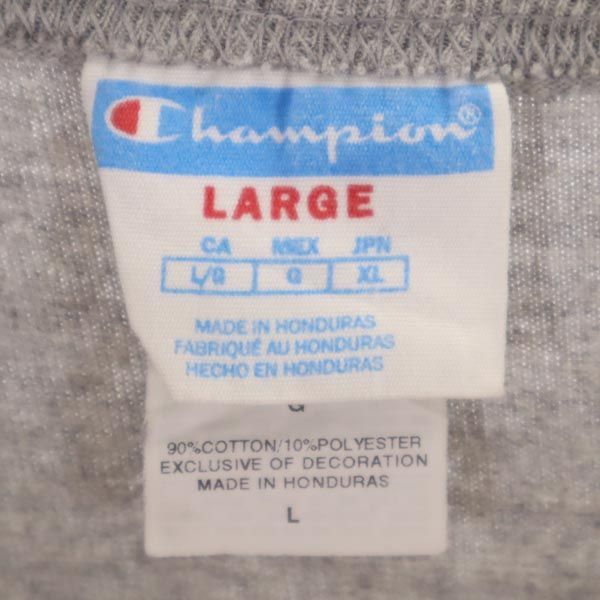 Champion®
LARGE
CA MEX JPN
L/G G XL
MADE IN HONDURAS
FABRIQUÉ AU HONDURAS
HECHO EN HONDURAS
G
90%COTTON/10%POLYESTER
EXCLUSIVE OF DECORATION
MADE IN HONDURAS
L